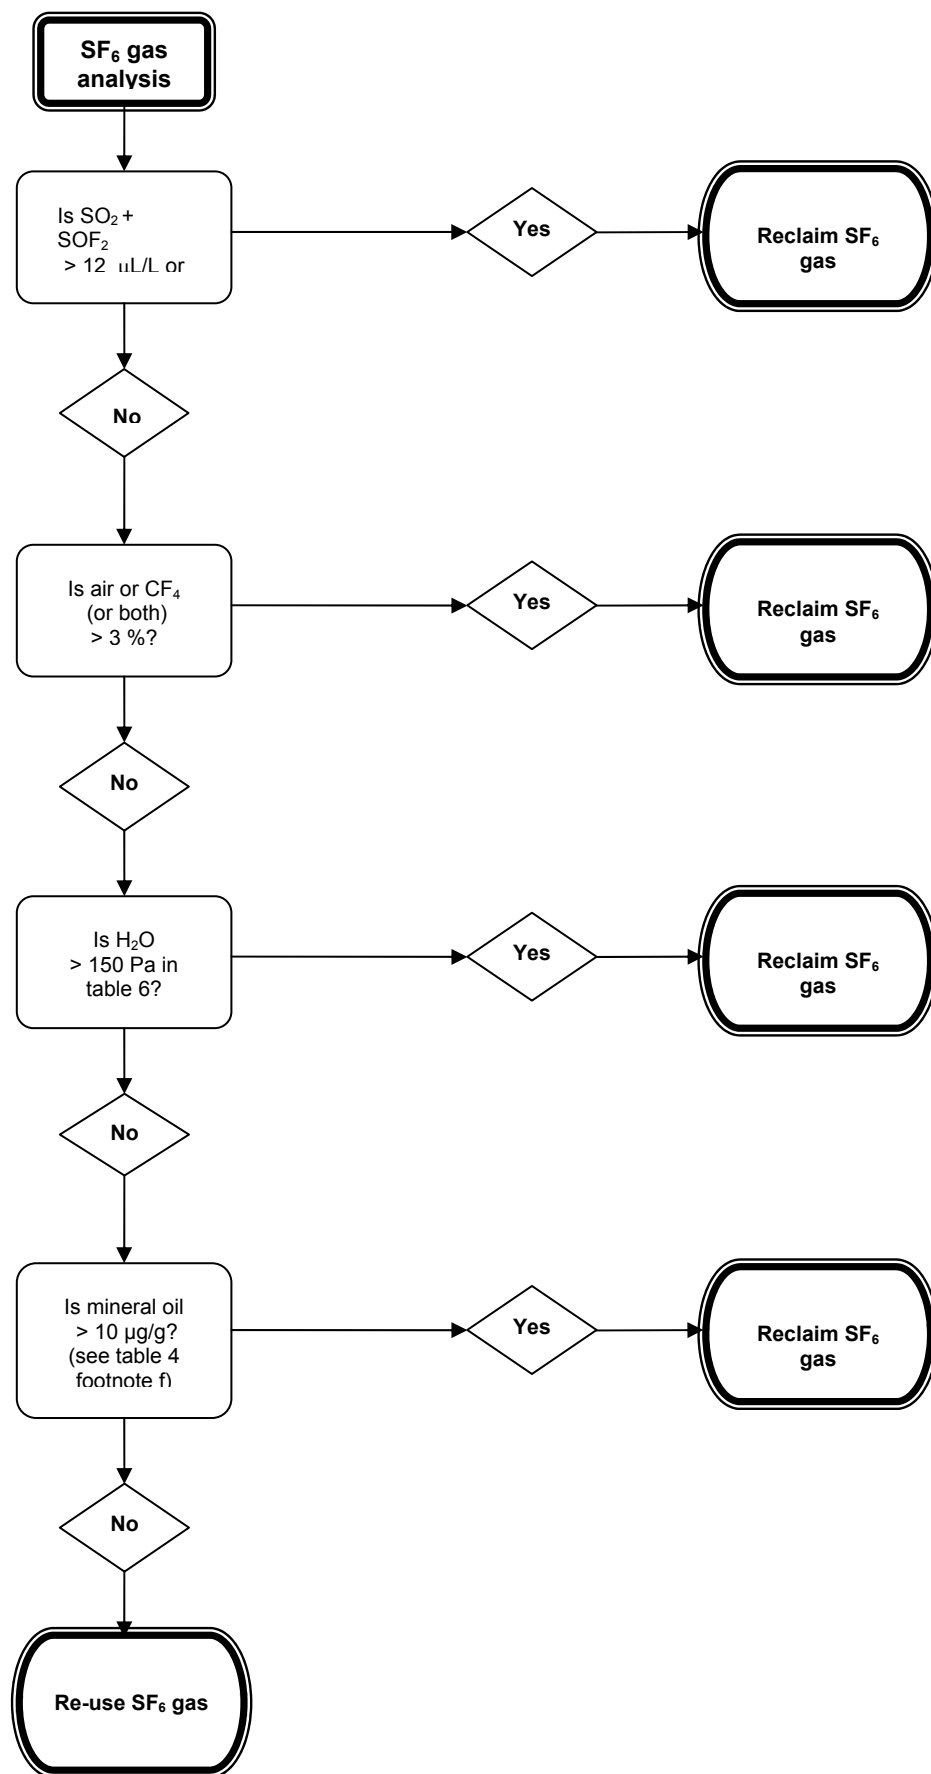 SF₆ gas
analysis
Is SO₂ +
SOF₂
> 12 µL/L or
Yes
Reclaim SF₆
gas
No
Is air or CF₄
(or both)
> 3 %?
Yes
Reclaim SF₆
gas
No
Is H₂O
> 150 Pa in
table 6?
Yes
Reclaim SF₆
gas
No
Is mineral oil
> 10 µg/g?
(see table 4
footnote f)
Yes
Reclaim SF₆
gas
No
Re-use SF₆ gas